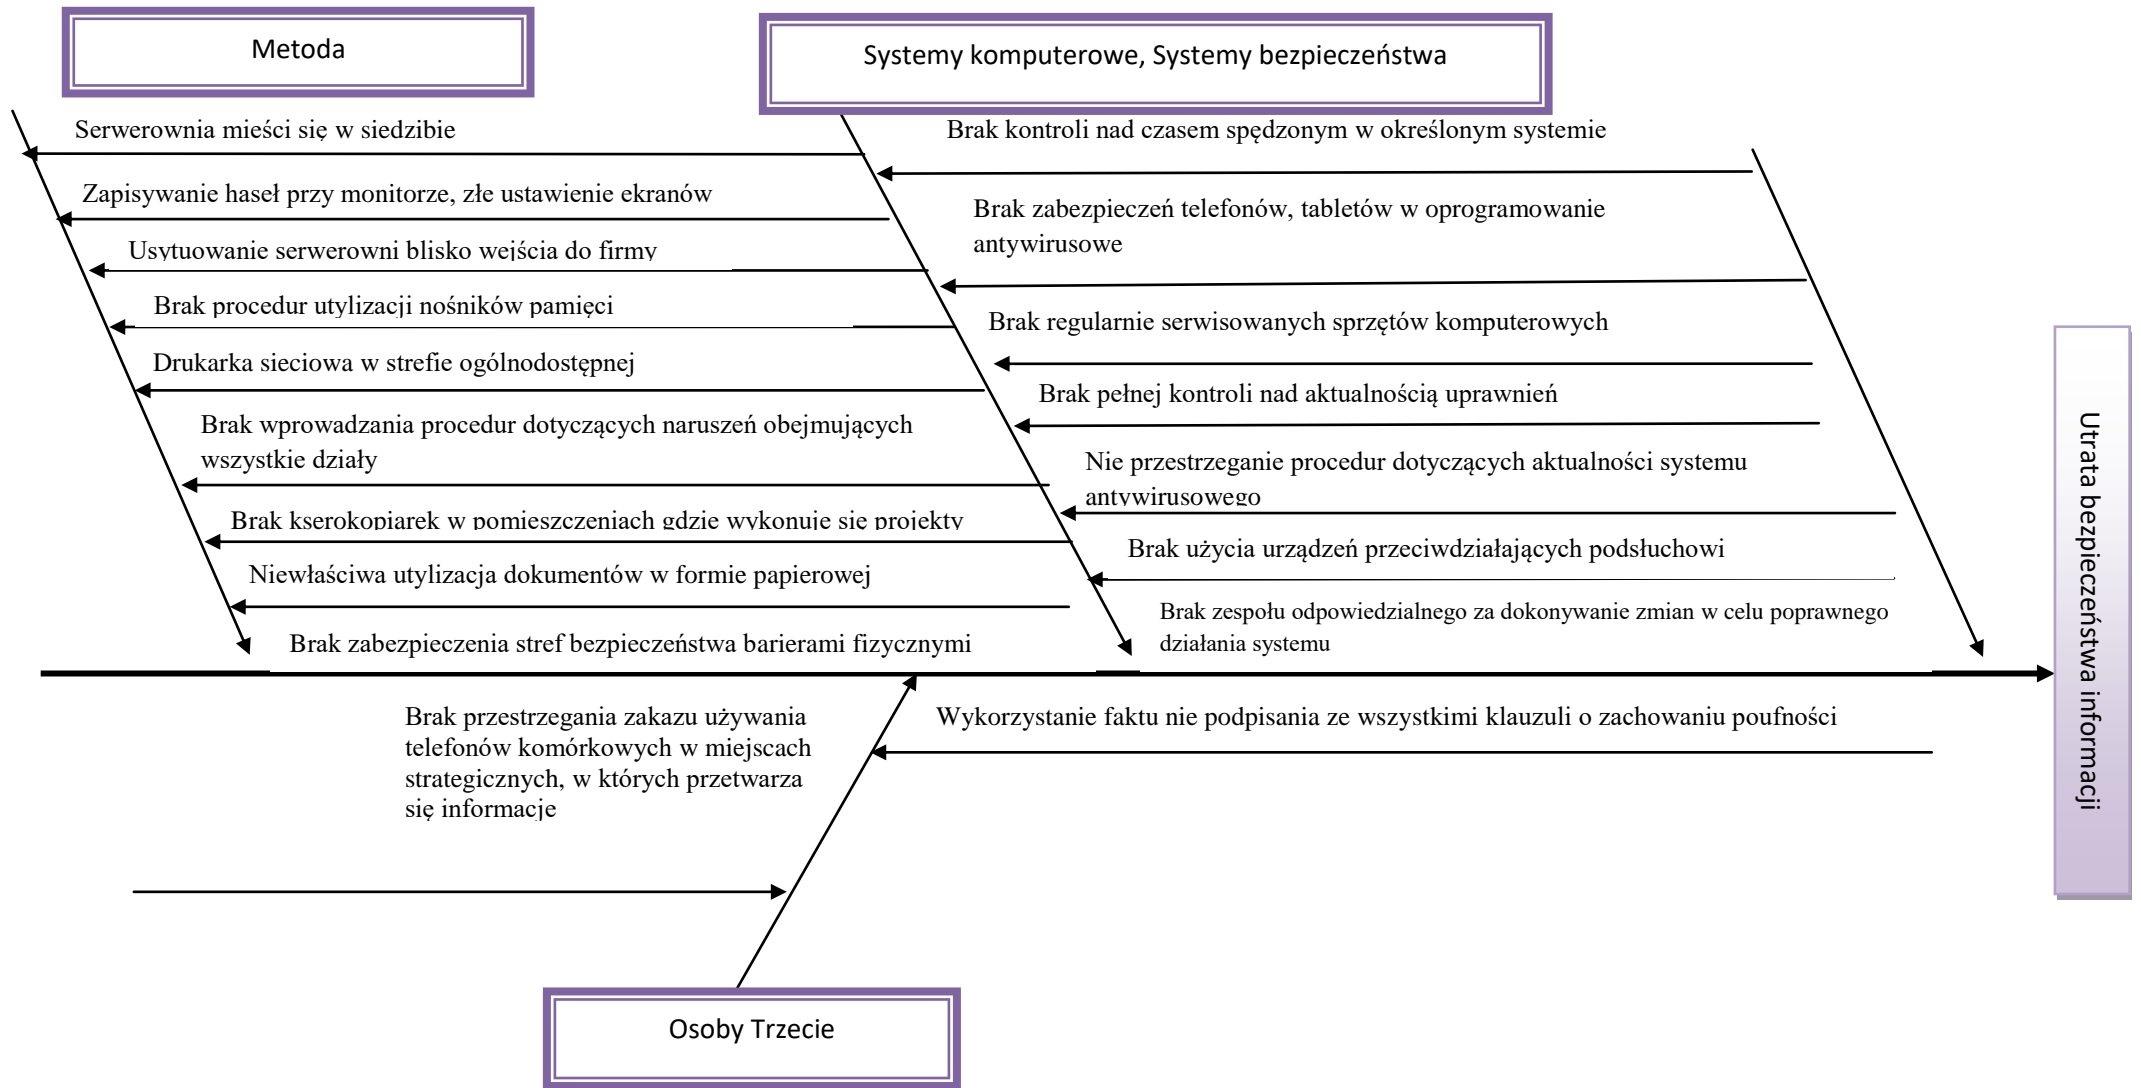 Metoda
Systemy komputerowe, Systemy bezpieczeństwa
Serwerownia mieści się w siedzibie
Zapisywanie haseł przy monitorze, złe ustawienie ekranów
Usytuowanie serwerowni blisko wejścia do firmy
Brak procedur utylizacji nośników pamięci
Drukarka sieciowa w strefie ogólnodostępnej
Brak wprowadzania procedur dotyczących naruszeń obejmujących
wszystkie działy
Brak kserokopiarek w pomieszczeniach gdzie wykonuje się projekty
Niewłaściwa utylizacja dokumentów w formie papierowej
Brak zabezpieczenia stref bezpieczeństwa barierami fizycznymi
Brak kontroli nad czasem spędzonym w określonym systemie
Brak zabezpieczeń telefonów, tabletów w oprogramowanie
antywirusowe
Brak regularnie serwisowanych sprzętów komputerowych
Brak pełnej kontroli nad aktualnością uprawnień
Nie przestrzeganie procedur dotyczących aktualności systemu
antywirusowego
Brak użycia urządzeń przeciwdziałających podsłuchowi
Brak zespołu odpowiedzialnego za dokonywanie zmian w celu poprawnego
działania systemu
Utrata bezpieczeństwa informacji
Brak przestrzegania zakazu używania
telefonów komórkowych w miejscach
strategicznych, w których przetwarza
się informacje
Wykorzystanie faktu nie podpisania ze wszystkimi klauzuli o zachowaniu poufności
Osoby Trzecie